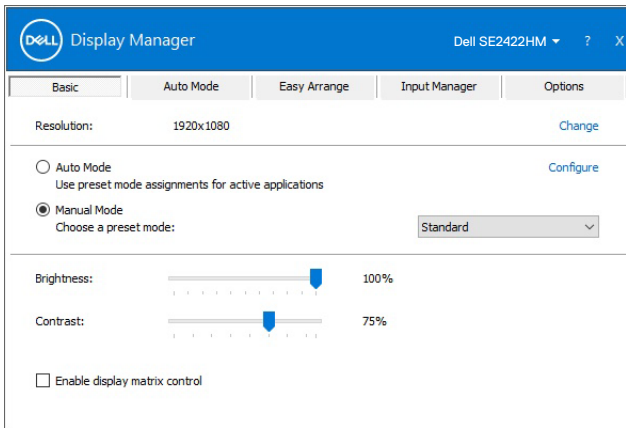 DELL Display Manager Dell SE2422HM ? X
Basic Auto Mode Easy Arrange Input Manager Options
Resolution: 1920x1080 Change
Auto Mode Configure
Use preset mode assignments for active applications
Manual Mode
Choose a preset mode: Standard
Brightness: 100%
Contrast: 75%
Enable display matrix control